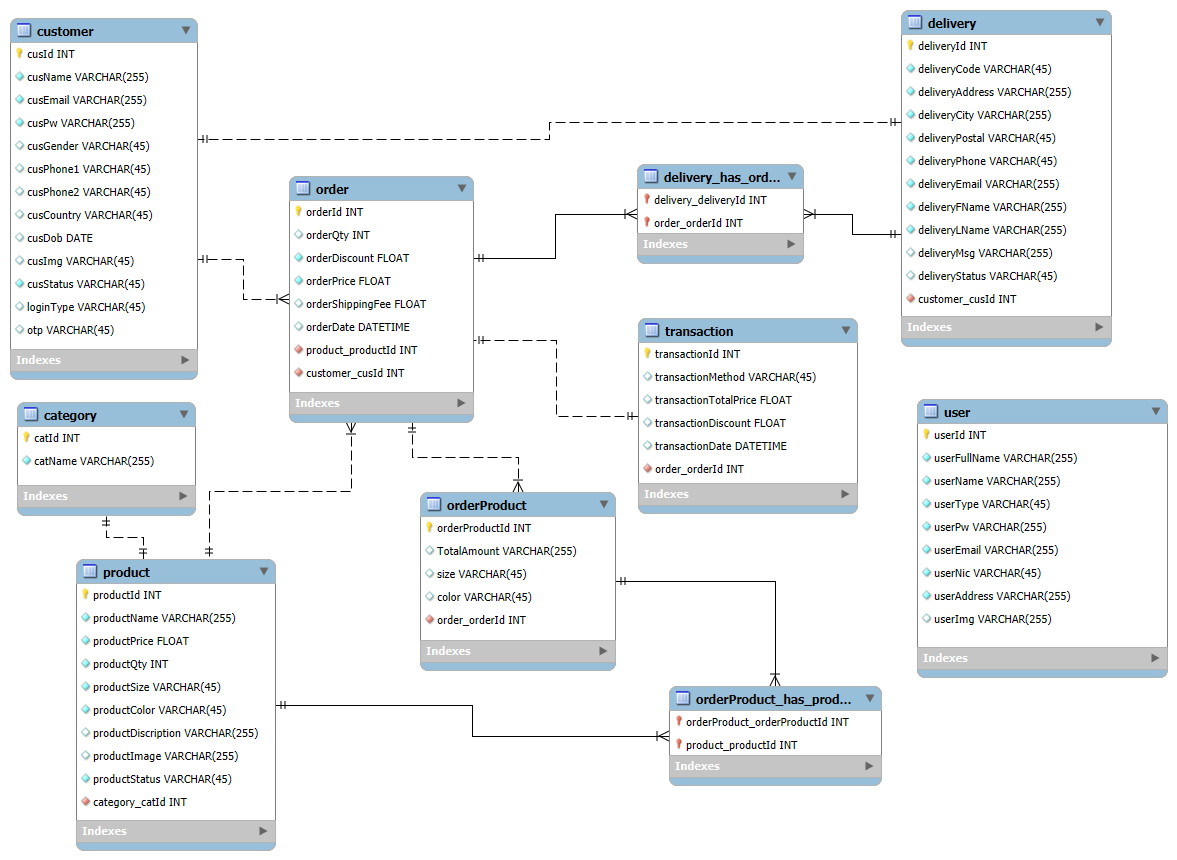 customer
cusId INT
cusName VARCHAR(255)
cusEmail VARCHAR(255)
cusPw VARCHAR(255)
cusGender VARCHAR(45)
cusPhone1 VARCHAR(45)
cusPhone2 VARCHAR(45)
cusCountry VARCHAR(45)
cusDob DATE
cusImg VARCHAR(45)
cusStatus VARCHAR(45)
loginType VARCHAR(45)
otp VARCHAR(45)
Indexes
delivery
deliveryId INT
deliveryCode VARCHAR(45)
deliveryAddress VARCHAR(255)
deliveryCity VARCHAR(255)
deliveryPostal VARCHAR(45)
deliveryPhone VARCHAR(45)
deliveryEmail VARCHAR(255)
deliveryFName VARCHAR(255)
deliveryLName VARCHAR(255)
deliveryMsg VARCHAR(255)
deliveryStatus VARCHAR(45)
customer_cusId INT
Indexes
delivery_has_ord...
delivery_deliveryId INT
order_orderId INT
Indexes
order
orderId INT
orderQty INT
orderDiscount FLOAT
orderPrice FLOAT
orderShippingFee FLOAT
orderDate DATETIME
product_productId INT
customer_cusId INT
Indexes
transaction
transactionId INT
transactionMethod VARCHAR(45)
transactionTotalPrice FLOAT
transactionDiscount FLOAT
transactionDate DATETIME
order_orderId INT
Indexes
category
catId INT
catName VARCHAR(255)
Indexes
user
userId INT
userFullName VARCHAR(255)
userName VARCHAR(255)
userType VARCHAR(45)
userPw VARCHAR(255)
userEmail VARCHAR(255)
userNic VARCHAR(45)
userAddress VARCHAR(255)
userImg VARCHAR(255)
Indexes
orderProduct
orderProductId INT
TotalAmount VARCHAR(255)
size VARCHAR(45)
color VARCHAR(45)
order_orderId INT
Indexes
product
productId INT
productName VARCHAR(255)
productPrice FLOAT
productQty INT
productSize VARCHAR(45)
productColor VARCHAR(45)
productDiscription VARCHAR(255)
productImage VARCHAR(255)
productStatus VARCHAR(45)
category_catId INT
Indexes
orderProduct_has_prod...
orderProduct_orderProductId INT
product_productId INT
Indexes